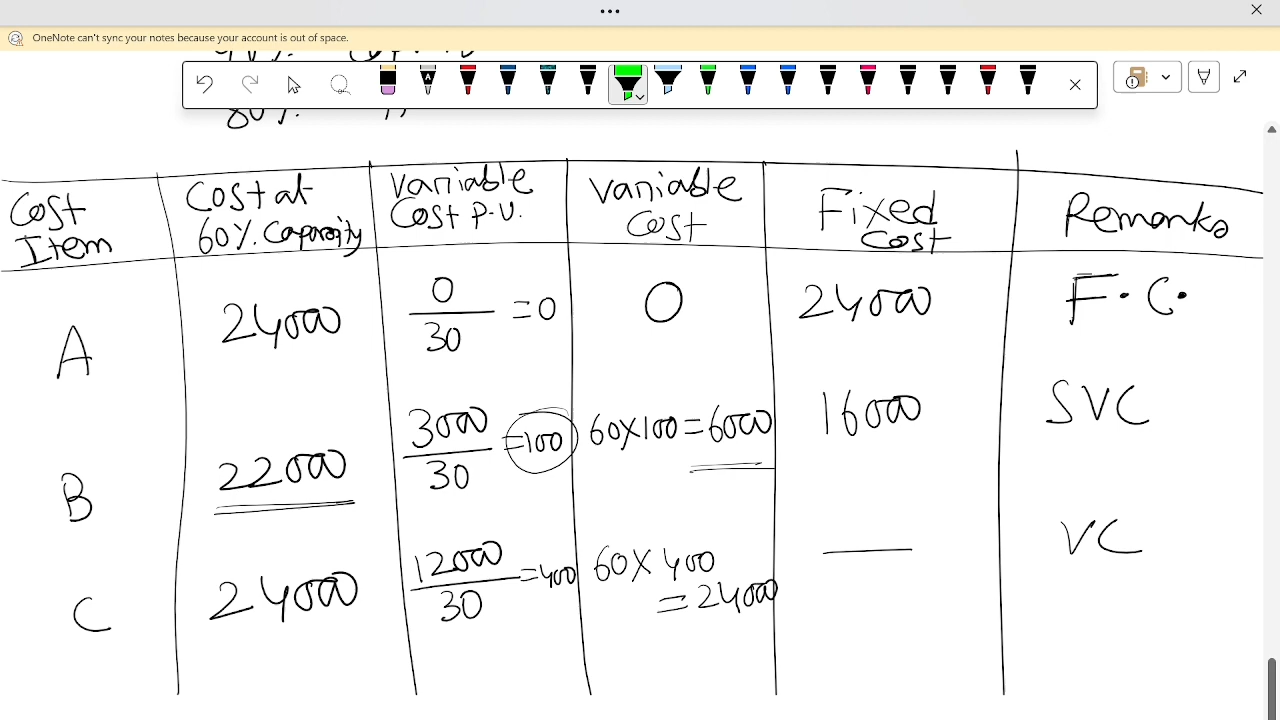 OneNote can't sync your notes because your account is out of space.
80%. "
Cost Item
Cost at 60%. Capacity
Variable Cost P.U.
Variable Cost
Fixed Cost
Remarks
A
24000
0/30 = 0
0
24000
F.C.
B
22000
3000/30 = 100
60X100 = 6000
16000
SVC
C
24000
12000/30 = 400
60 X 400 = 24000
—
VC